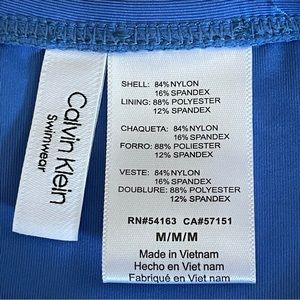 Calvin Klein
Swimwear
SHELL: 84% NYLON
16% SPANDEX
LINING: 88% POLYESTER
12% SPANDEX
CHAQUETA: 84% NYLON
16% SPANDEX
FORRO: 88% POLIESTER
12% SPANDEX
VESTE: 84% NYLON
16% SPANDEX
DOUBLURE: 88% POLYESTER
12% SPANDEX
RN#54163 CA#57151
M/M/M
Made in Vietnam
Hecho en Viet nam
Fabriqué en Viet nam